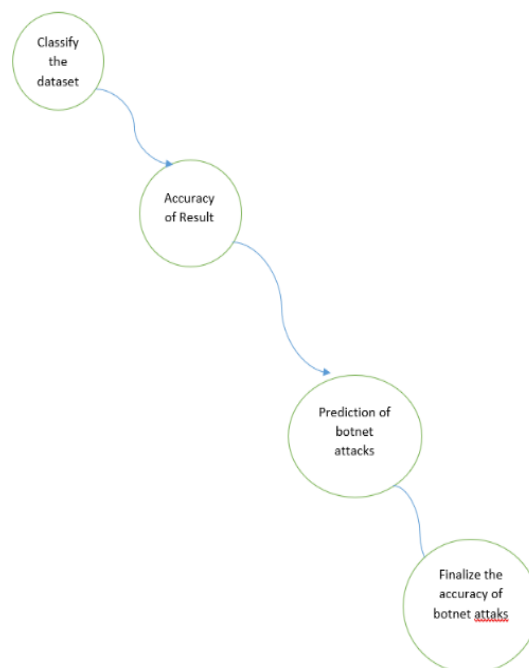 Classify
the
dataset
Accuracy
of Result
Prediction of
botnet
attacks
Finalize the
accuracy of
botnet attaks